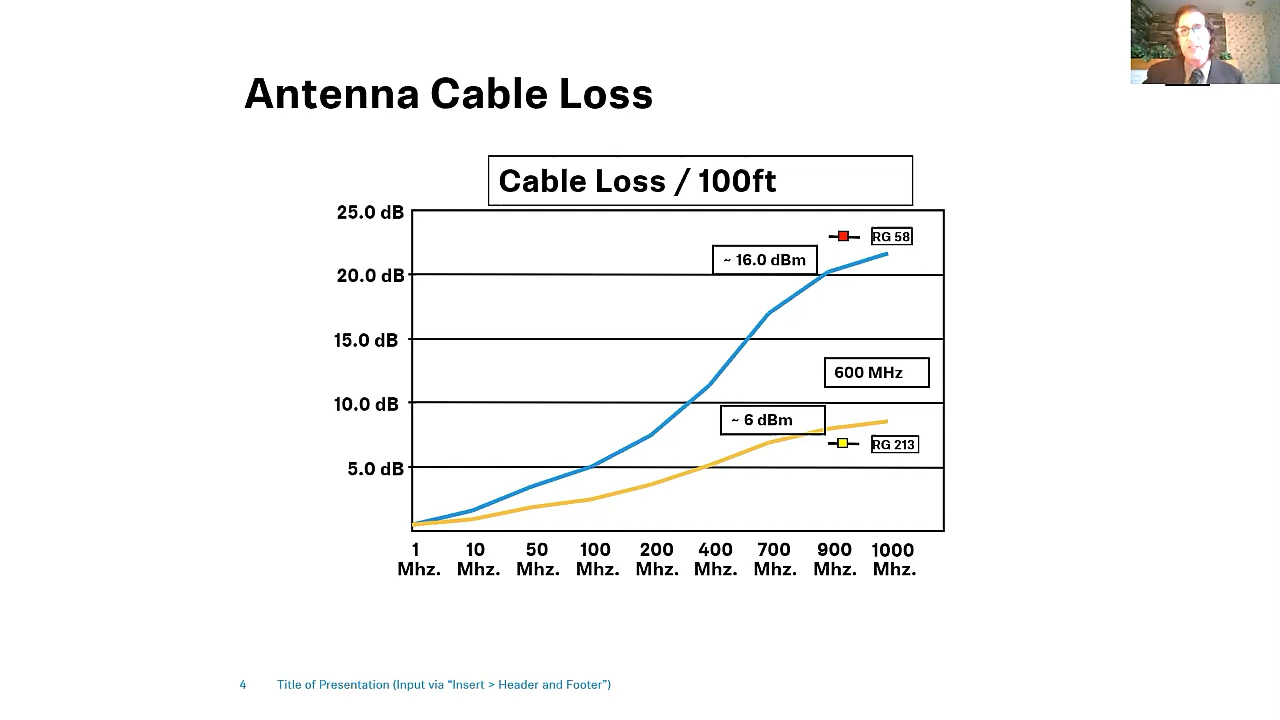 Antenna Cable Loss
Cable Loss / 100ft
25.0 dB
RG 58
~ 16.0 dBm
20.0 dB
15.0 dB
600 MHz
10.0 dB
~ 6 dBm
RG 213
5.0 dB
1 10 50 100 200 400 700 900 1000
Mhz. Mhz. Mhz. Mhz. Mhz. Mhz. Mhz. Mhz. Mhz.
4 Title of Presentation (Input via “Insert > Header and Footer”)